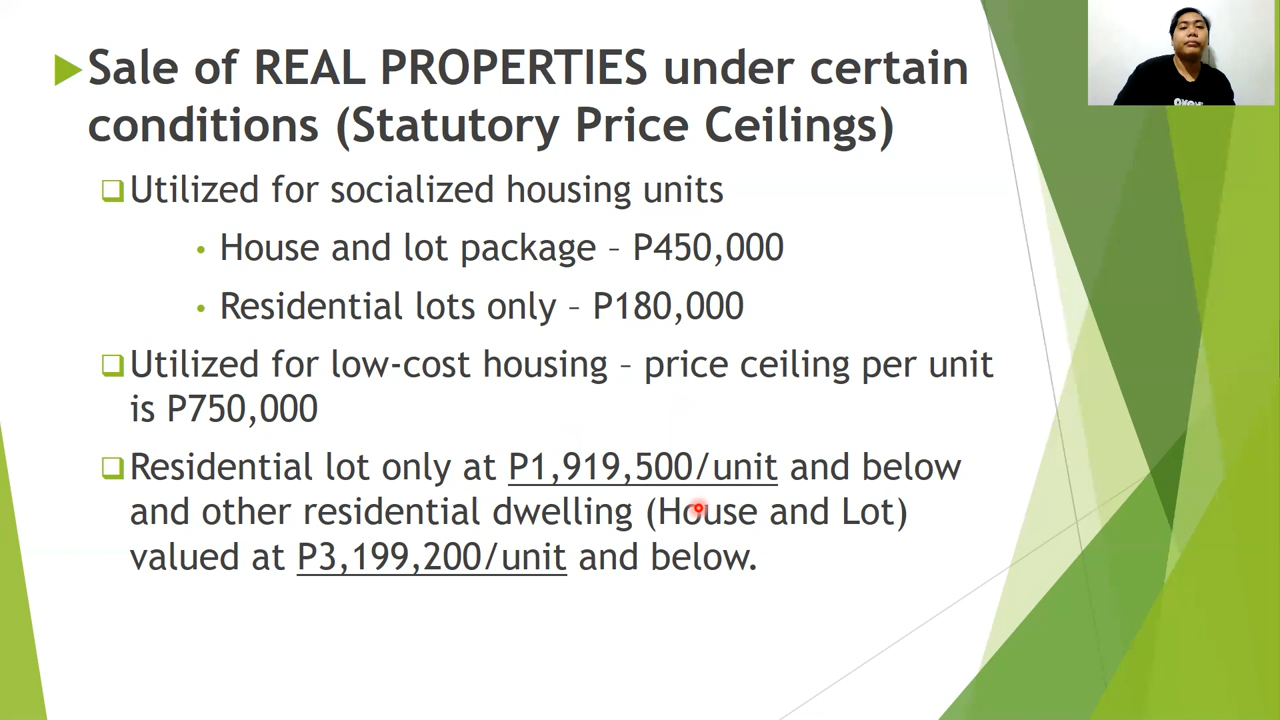 Sale of REAL PROPERTIES under certain
conditions (Statutory Price Ceilings)
Utilized for socialized housing units
• House and lot package – P450,000
• Residential lots only – P180,000
Utilized for low-cost housing – price ceiling per unit
is P750,000
Residential lot only at P1,919,500/unit and below
and other residential dwelling (House and Lot)
valued at P3,199,200/unit and below.